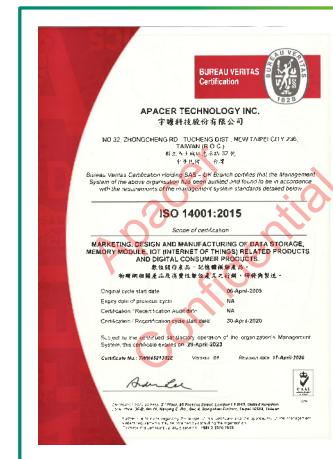 BUREAU VERITAS
Certification
BUREAU VERITAS
1828
APACER TECHNOLOGY INC.
宇瞻科技股份有限公司
NO 32, ZHONGCHENG RD, TUCHENG DIST, NEW TAIPEI CITY 236,
TAIWAN (R.O.C.)
Bureau Veritas Certification Holding SAS – UK Branch certifies that the Management
System of the above organisation has been audited and found to be in accordance
with the requirements of the management system standards detailed below
ISO 14001:2015
Scope of certification
MARKETING, DESIGN AND MANUFACTURING OF DATA STORAGE,
MEMORY MODULE, IOT (INTERNET OF THINGS) RELATED PRODUCTS
AND DIGITAL CONSUMER PRODUCTS.
Original cycle start date: 06-April-2005
Expiry date of previous cycle: NA
Certification / Recertification Audit date: NA
Certification / Recertification cycle start date: 30-April-2020
Subject to the continued satisfactory operation of the organization's Management
System, this certificate expires on: 29-April-2023
Certificate No.: Version: 01 Revision date: 17-April-2020
Apacer Confidential